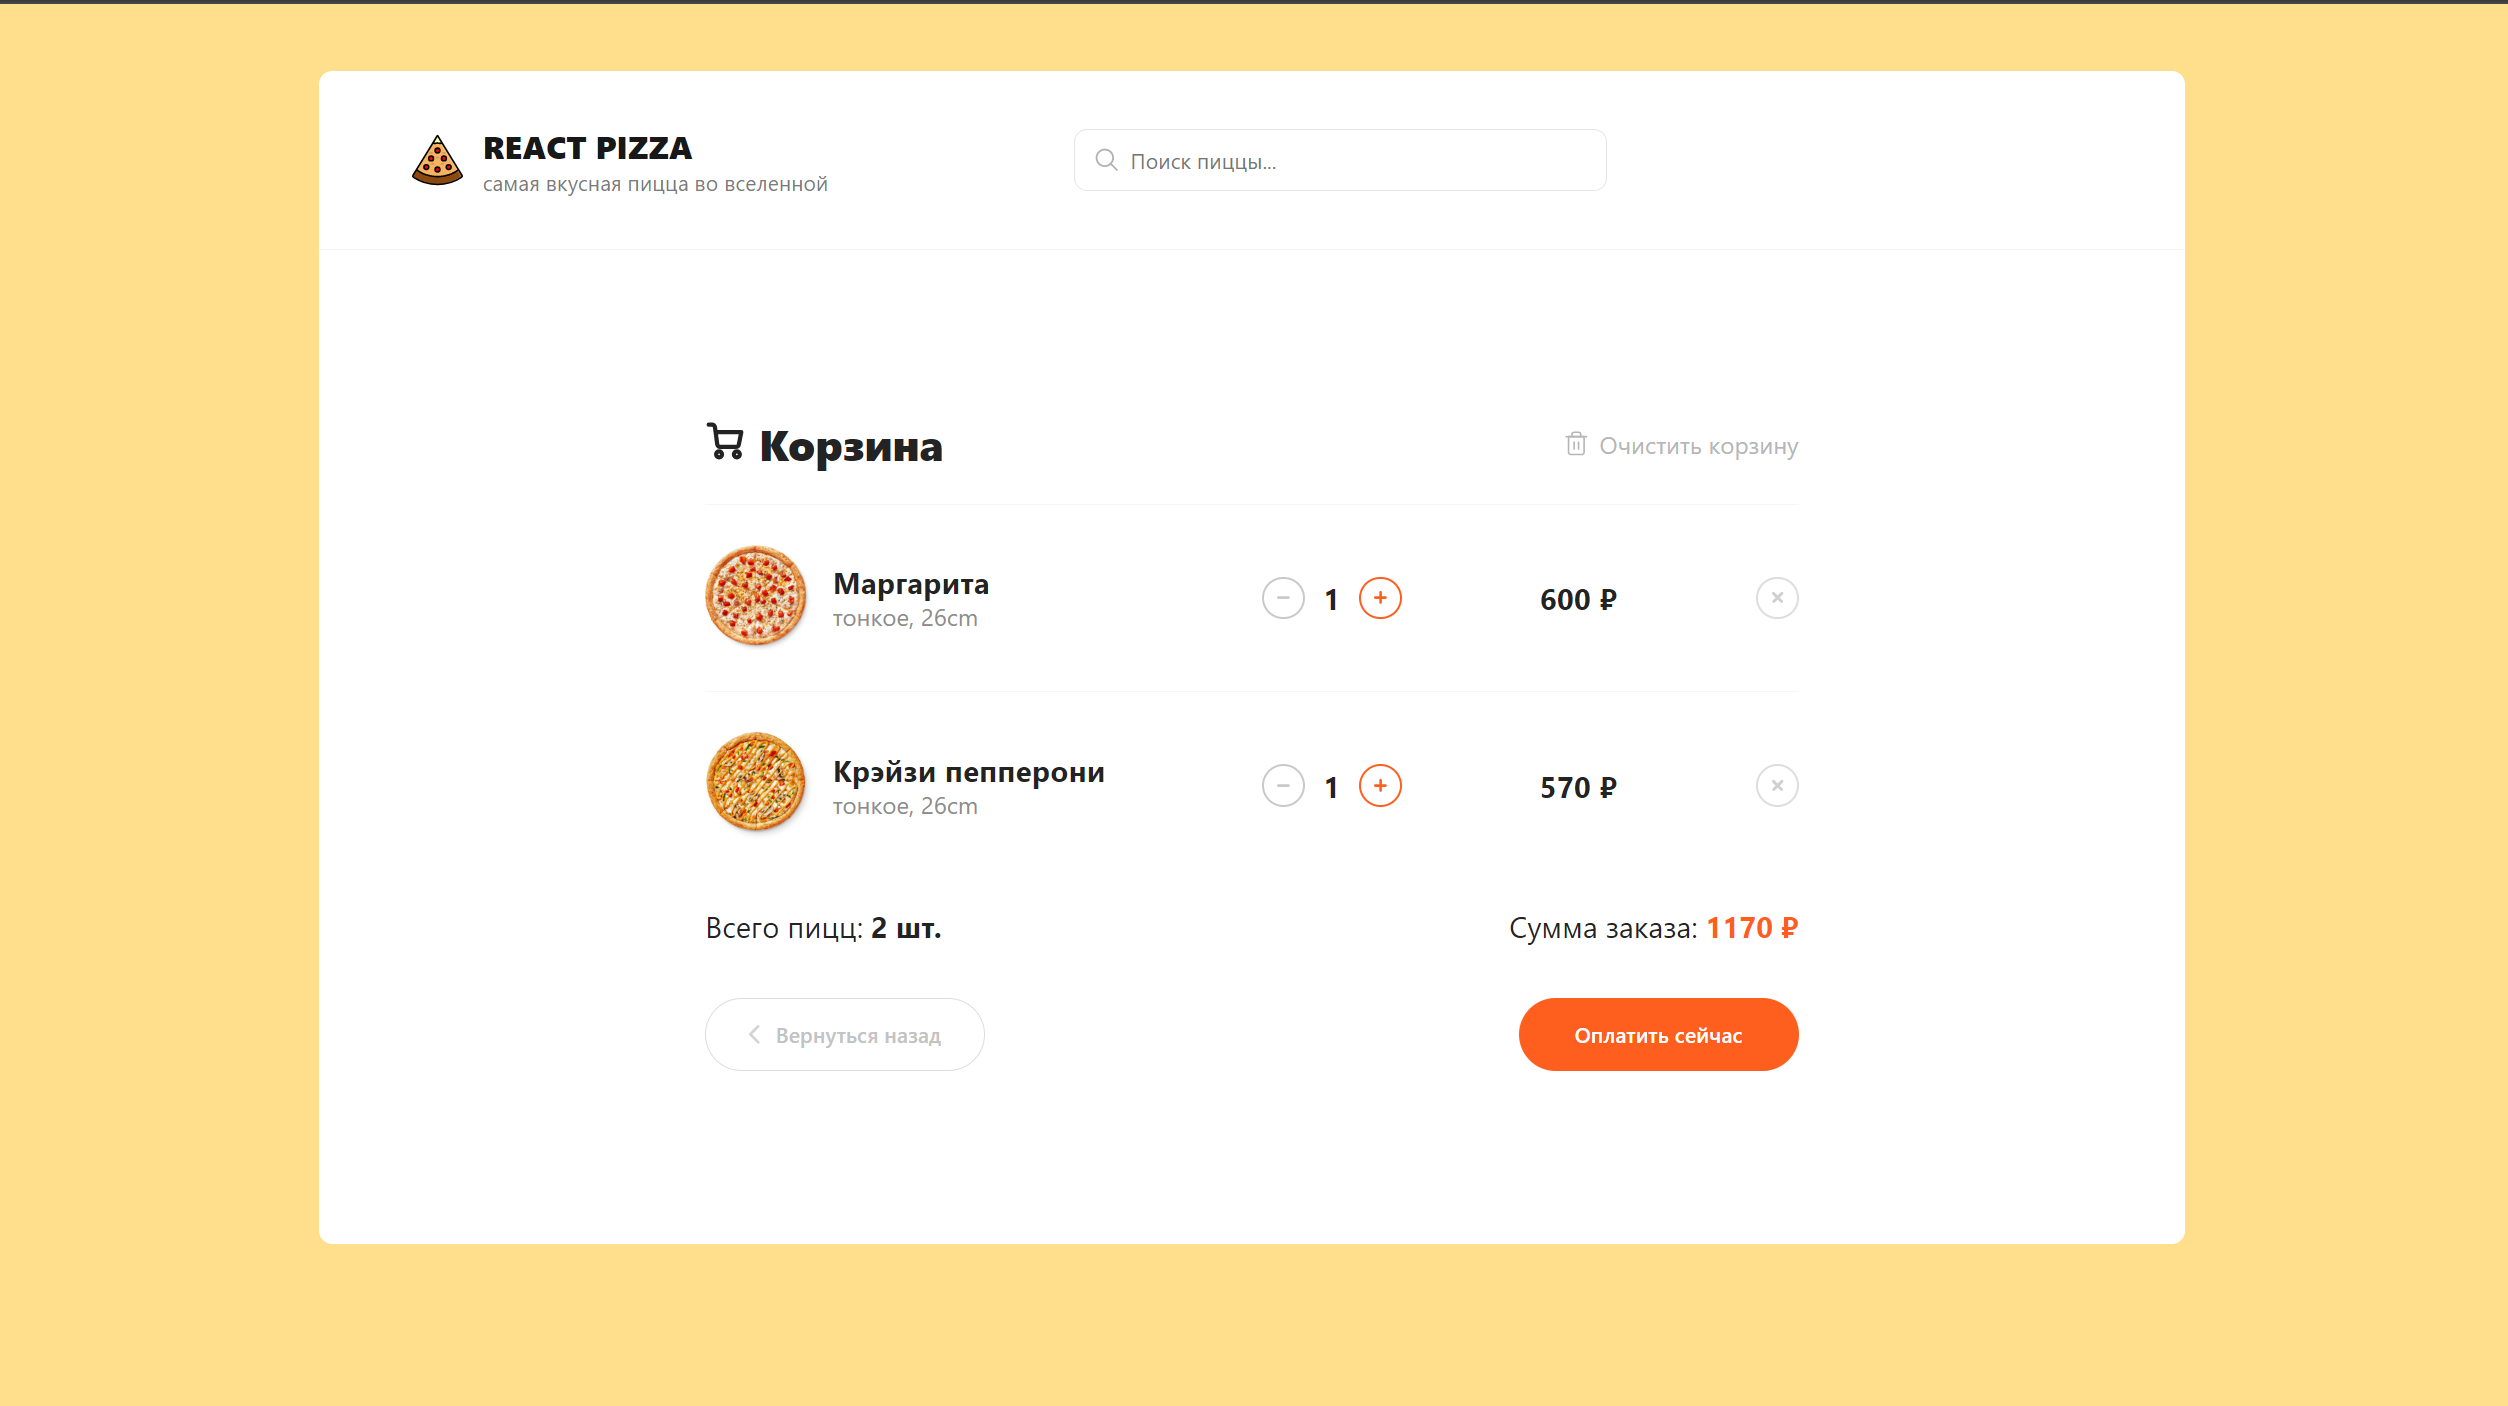 REACT PIZZA
самая вкусная пицца во вселенной
Поиск пиццы...
Корзина
Очистить корзину
Маргарита
тонкое, 26cm
1
600 ₽
Крэйзи пепперони
тонкое, 26cm
1
570 ₽
Всего пицц: 2 шт.
Сумма заказа: 1170 ₽
Вернуться назад
Оплатить сейчас